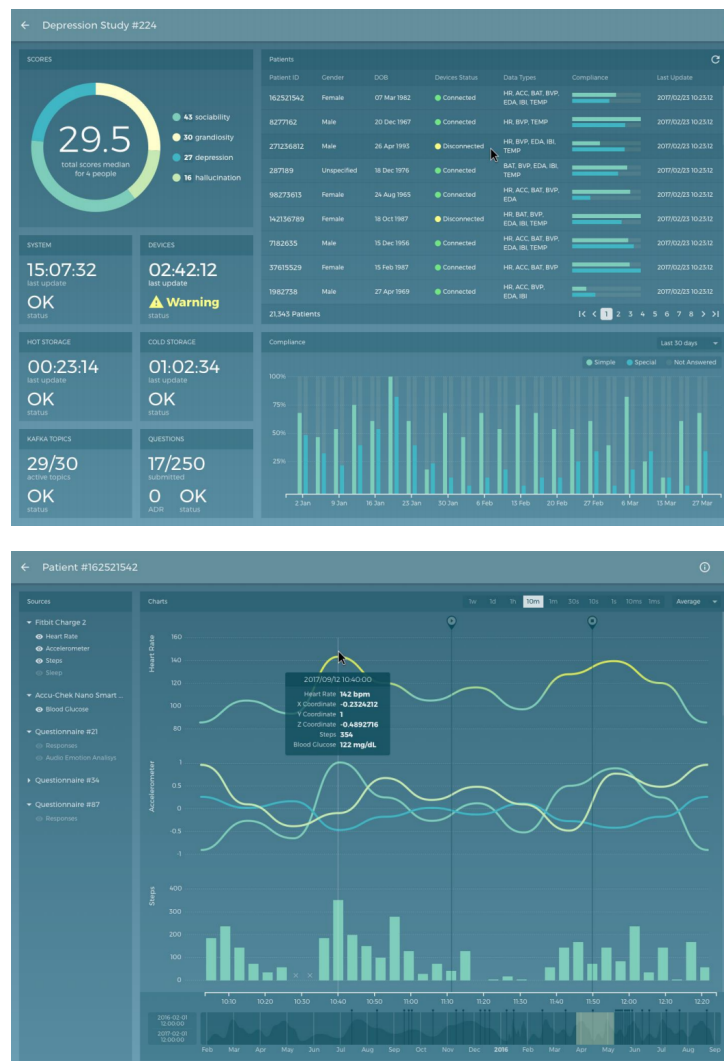 ← Depression Study #224
SCORES
29.5
total scores median
for 4 people
43 sociability
30 grandiosity
27 depression
16 hallucination
Patients
Patient ID Gender DOB Devices Status Data Types Compliance Last Update
162521542 Female 07 Mar 1982 Connected HR, ACC, BAT, BVP, EDA, IBI, TEMP 2017/02/23 10:23:12
8277162 Male 20 Dec 1967 Connected HR, BVP, TEMP 2017/02/23 10:23:12
271236812 Male 26 Apr 1993 Disconnected HR, BVP, EDA, IBI, TEMP 2017/02/23 10:23:12
287189 Unspecified 18 Dec 1976 Connected BAT, BVP, EDA, IBI, TEMP 2017/02/23 10:23:12
98273613 Female 24 Aug 1965 Connected HR, ACC, BAT, BVP, EDA 2017/02/23 10:23:12
142136789 Female 18 Oct 1987 Disconnected HR, BAT, BVP, EDA, IBI, TEMP 2017/02/23 10:23:12
7182635 Male 15 Dec 1956 Connected HR, ACC, BAT, BVP, EDA, IBI, TEMP 2017/02/23 10:23:12
37615529 Female 15 Feb 1987 Connected HR, ACC, BAT, BVP 2017/02/23 10:23:12
1982738 Male 27 Apr 1969 Connected HR, ACC, BVP, EDA, IBI 2017/02/23 10:23:12
21,343 Patients
1 2 3 4 5 6 7 8
SYSTEM
15:07:32
last update
OK
status
DEVICES
02:42:12
last update
Warning
status
HOT STORAGE
00:23:14
last update
OK
status
COLD STORAGE
01:02:34
last update
OK
status
KAFKA TOPICS
29/30
active topics
OK
status
QUESTIONS
17/250
submitted
0 OK
ADR status
Compliance
Last 30 days
Simple Special Not Answered
100%
75%
50%
25%
2 Jan 9 Jan 16 Jan 23 Jan 30 Jan 6 Feb 13 Feb 20 Feb 27 Feb 6 Mar 13 Mar 27 Mar
← Patient #162521542
Sources
Fitbit Charge 2
Heart Rate
Accelerometer
Steps
Sleep
Accu-Chek Nano Smart ...
Blood Glucose
Questionnaire #21
Responses
Audio Emotion Analisys
Questionnaire #34
Questionnaire #87
Responses
Charts
1w 1d 1h 10m 1m 30s 10s 1s 10ms 1ms Average
Heart Rate
160
140
120
100
80
2017/09/12 10:40:00
Heart Rate 142 bpm
X Coordinate -0.2324212
Y Coordinate 1
Z Coordinate -0.4892716
Steps 354
Blood Glucose 122 mg/dL
Accelerometer
1
0.5
0
-0.5
-1
Steps
400
300
200
100
0
10:10 10:20 10:30 10:40 10:50 11:00 11:10 11:20 11:30 11:40 11:50 12:00 12:10 12:20
2016-02-01
12:00:00
2017-02-01
12:00:00
Feb Mar Apr May Jun Jul Aug Sep Oct Nov Dec 2016 Feb Mar Apr May Jun Jul Aug Sep